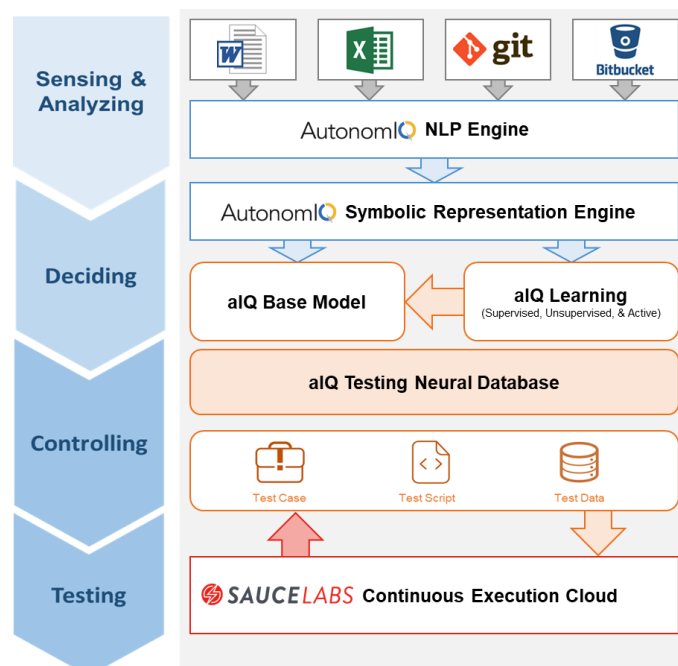 Sensing &
Analyzing
W
X
git
Bitbucket
AutonomIQ NLP Engine
AutonomIQ Symbolic Representation Engine
Deciding
aIQ Base Model
aIQ Learning
(Supervised, Unsupervised, & Active)
aIQ Testing Neural Database
Controlling
Test Case
Test Script
Test Data
Testing
SAUCELABS Continuous Execution Cloud